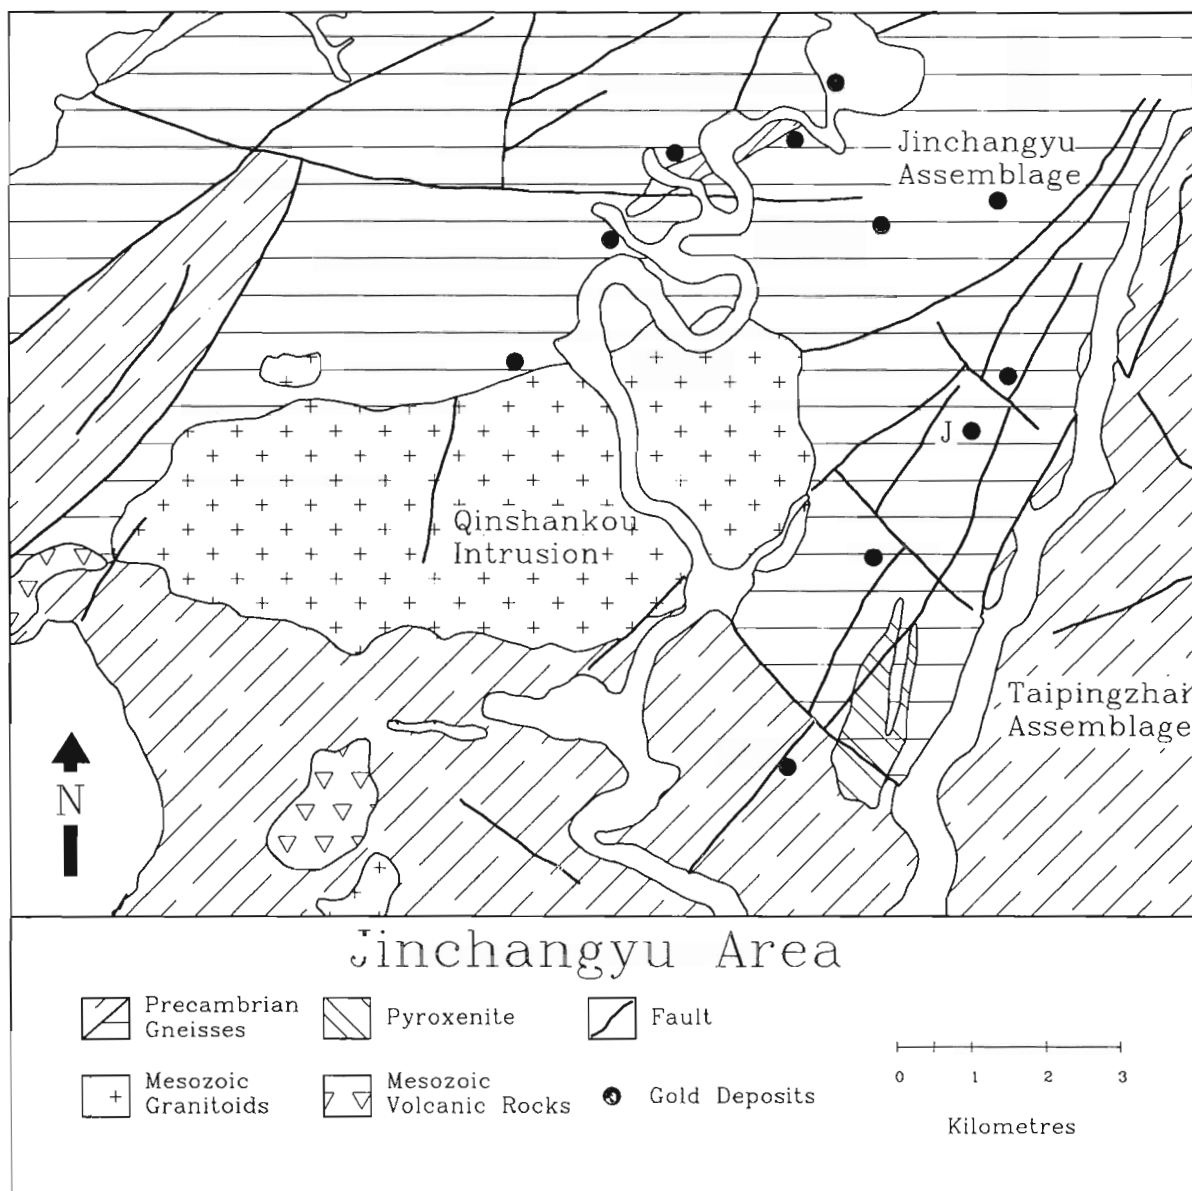 Jinchangyu
Assemblage
J
Qinshankou
Intrusion
Taipingzhai
Assemblage
N
Jinchangyu Area
Precambrian
Gneisses
Pyroxenite
Fault
Mesozoic
Granitoids
Mesozoic
Volcanic Rocks
Gold Deposits
0 1 2 3
Kilometres